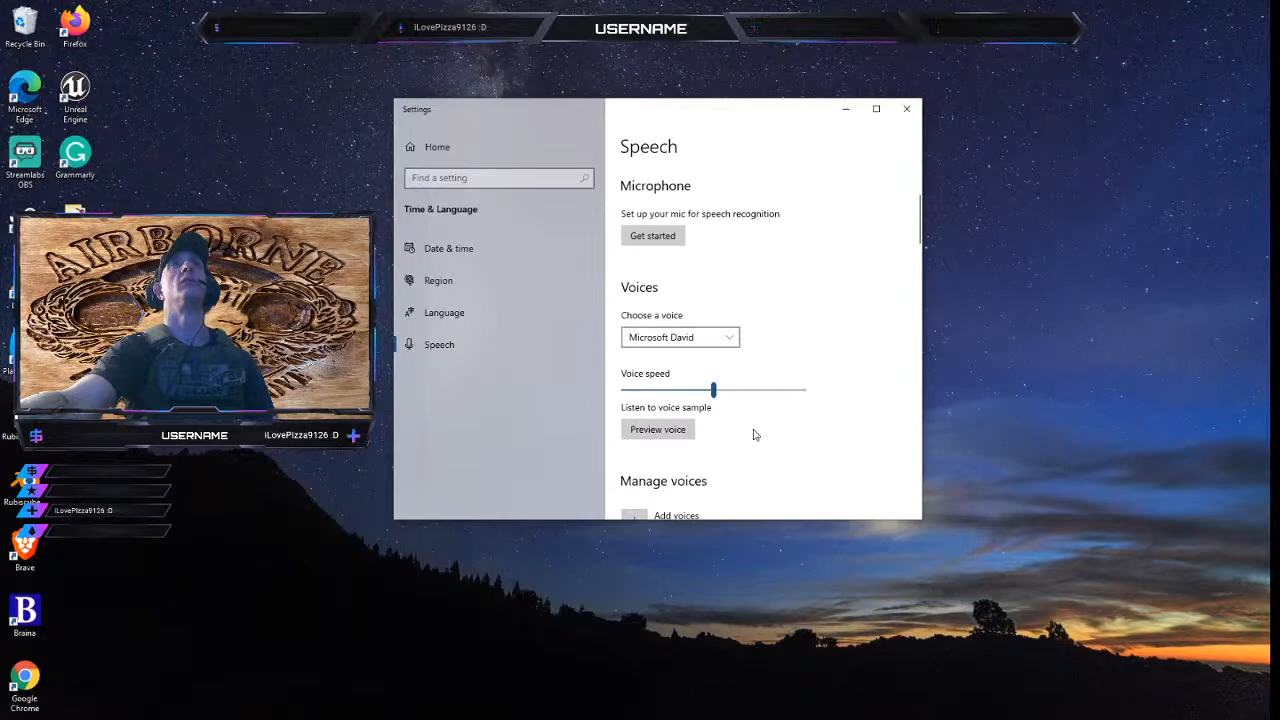 Recycle Bin
Firefox
Microsoft
Edge
Unreal
Engine
Streamlabs
OBS
Grammarly
iLovePizza9126 :D
USERNAME
AIRBORNE
USERNAME
iLovePizza9126 :D
iLovePizza9126 :D
Brave
B
Braina
Google
Chrome
Settings
Home
Find a setting
Time & Language
Date & time
Region
Language
Speech
Speech
Microphone
Set up your mic for speech recognition
Get started
Voices
Choose a voice
Microsoft David
Voice speed
Listen to voice sample
Preview voice
Manage voices
Add voices